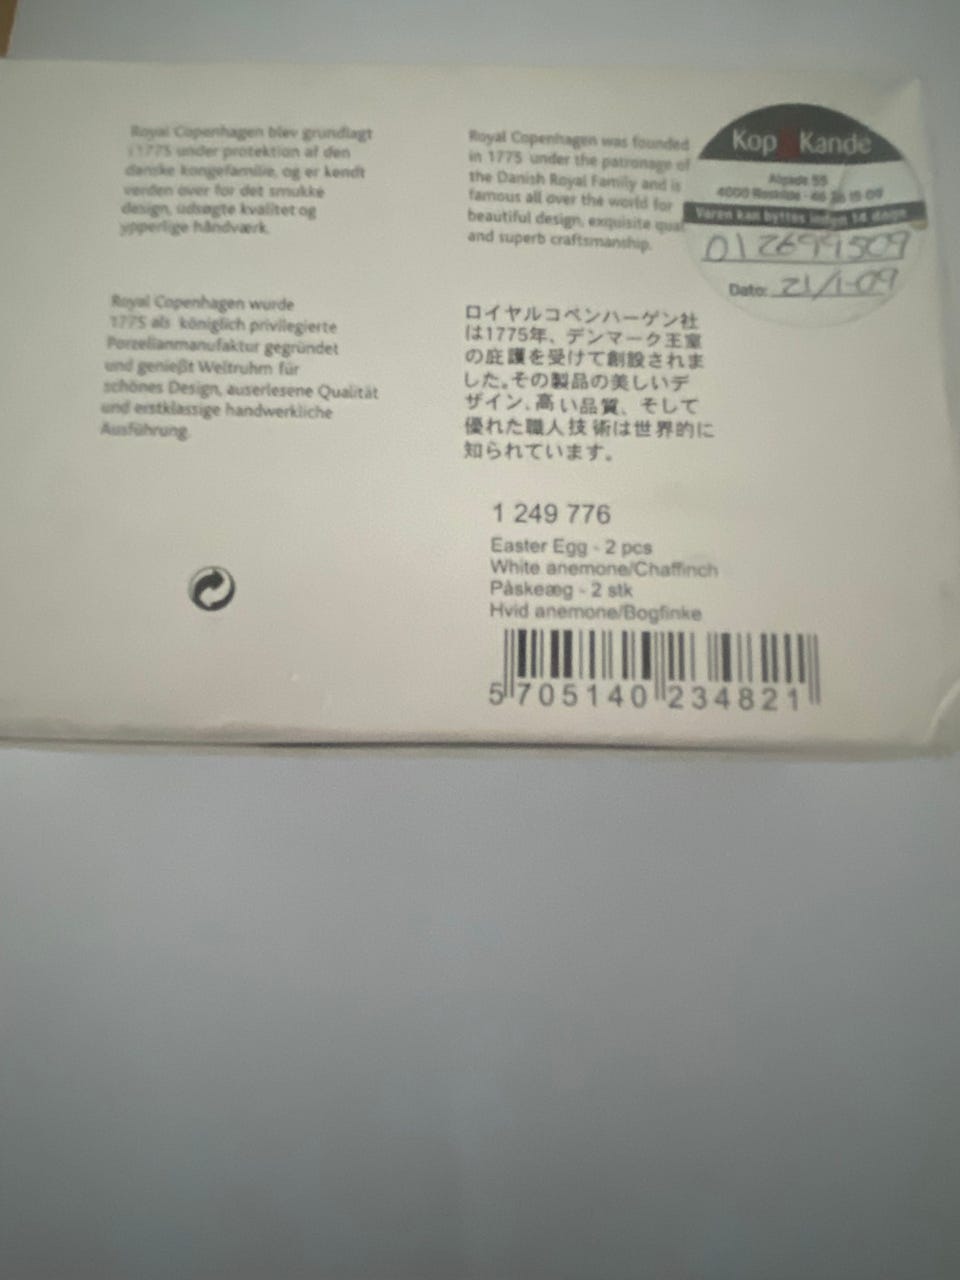 Royal Copenhagen blev grundlagt
i 1775 under protektion af den
danske kongefamilie, og er kendt
verden over for det smukke
design, udsøgte kvalitet og
ypperlige håndværk.
Royal Copenhagen was founded
in 1775 under the patronage of
the Danish Royal Family and is
famous all over the world for
beautiful design, exquisite
and superb craftsmanship.
Kop & Kande
Algade 55
4000 Roskilde
Varen kan byttes inden 14 dage
Dato: 21/1-09
Royal Copenhagen wurde
1775 als königlich privilegierte
Porzellanmanufaktur gegründet
und genießt Weltruhm für
schönes Design, auserlesene Qualität
und erstklassige handwerkliche
Ausführung.
ロイヤルコペンハーゲン社
は1775年、デンマーク王室
の庇護を受けて創設されま
した。その製品の美しいデ
ザイン、高い品質、そして
優れた職人技術は世界的に
知られています。
1 249 776
Easter Egg - 2 pcs
White anemone/Chaffinch
Påskeæg - 2 stk
Hvid anemone/Bogfinke
5 705140 234821